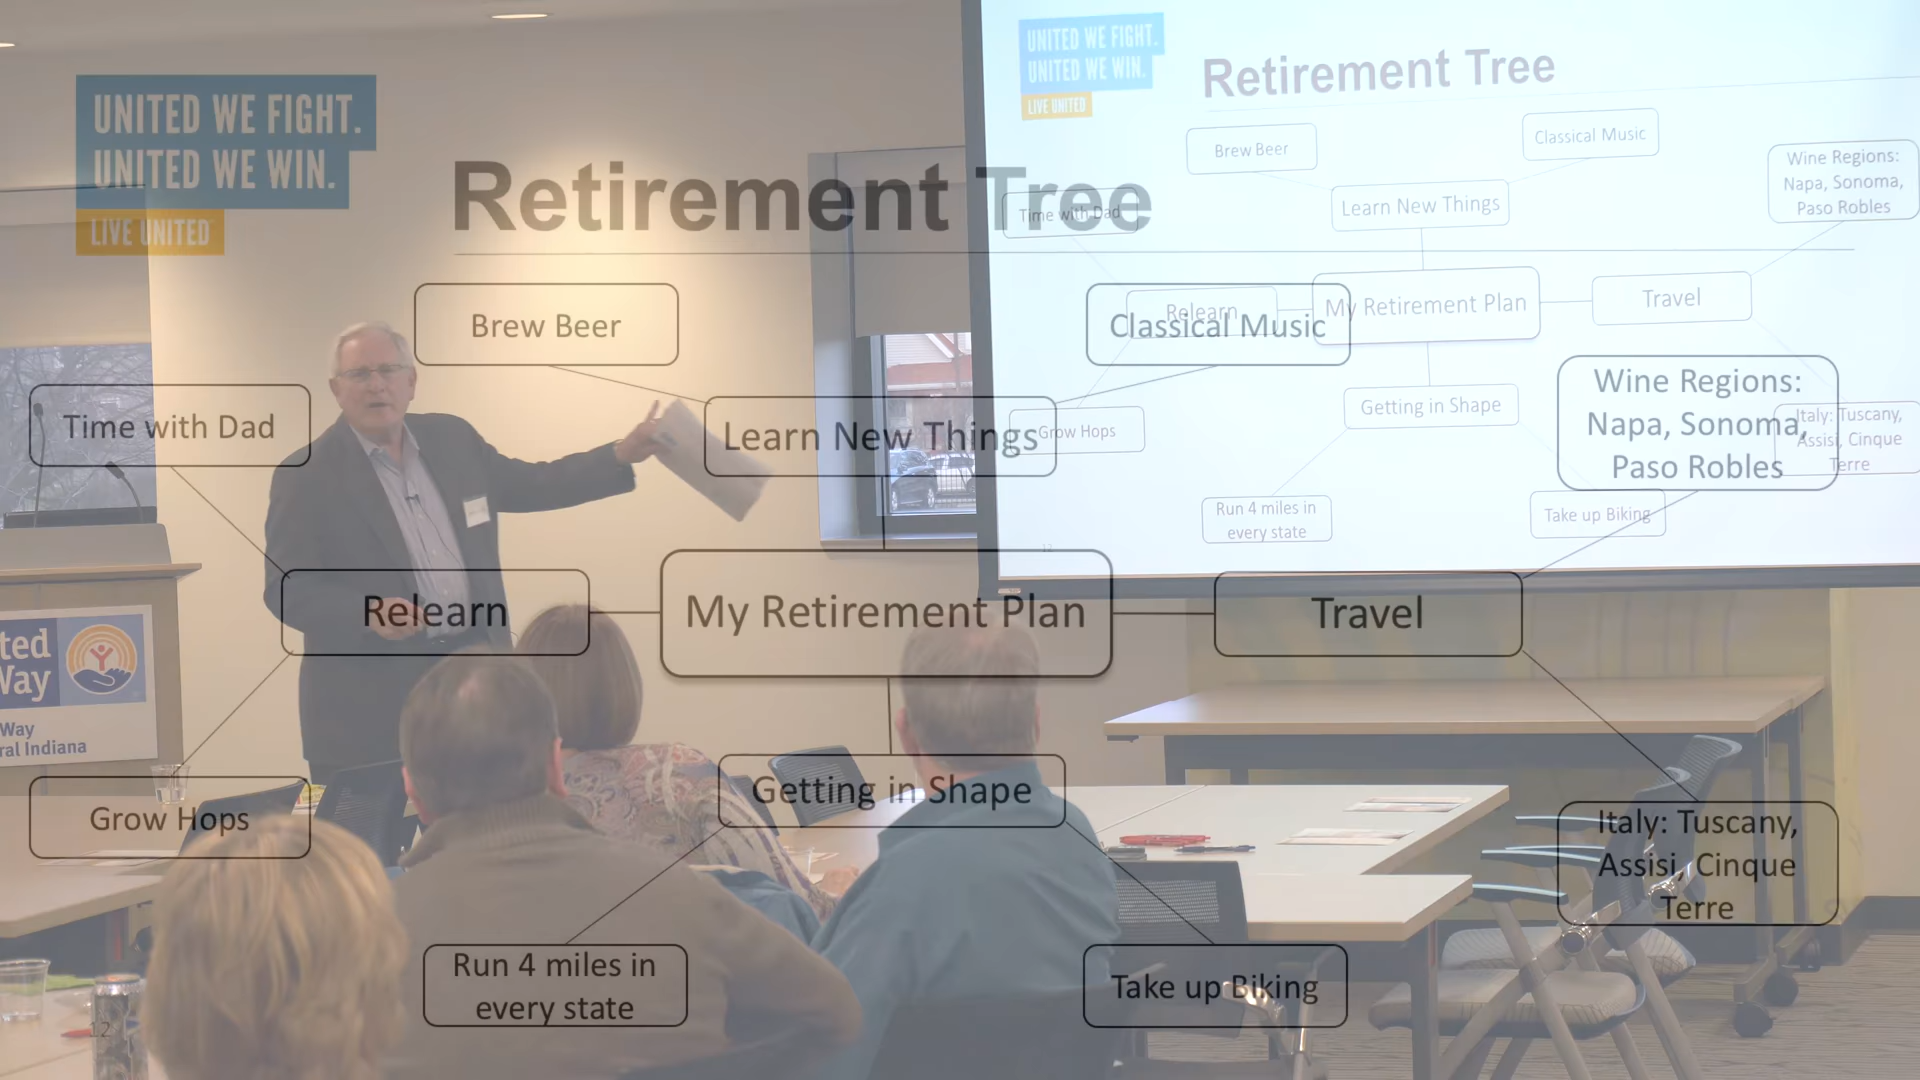 UNITED WE FIGHT.
UNITED WE WIN.
LIVE UNITED
Retirement Tree
Brew Beer
Classical Music
Time with Dad
Learn New Things
Wine Regions:
Napa, Sonoma,
Paso Robles
Relearn
My Retirement Plan
Travel
Grow Hops
Getting in Shape
Italy: Tuscany,
Assisi, Cinque
Terre
Run 4 miles in
every state
Take up Biking
12
UNITED WE FIGHT.
UNITED WE WIN.
LIVE UNITED
Retirement Tree
Brew Beer
Classical Music
Time with Dad
Learn New Things
Wine Regions:
Napa, Sonoma,
Paso Robles
Relearn
My Retirement Plan
Travel
Grow Hops
Getting in Shape
Italy: Tuscany,
Assisi, Cinque
Terre
Run 4 miles in
every state
Take up Biking
12
ted
Way
Way
ral Indiana